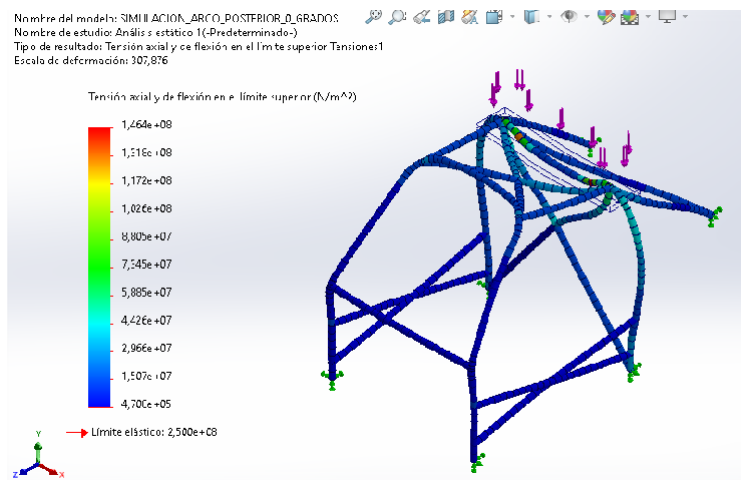 Nombre del modelo: SIMULACION_ARCO_POSTERIOR_0_GRADOS
Nombre de estudio: Análisis estático 1(-Predeterminado-)
Tipo de resultado: Tensión axial y de flexión en el límite superior Tensiones1
Escala de deformación: 307,876
Tensión axial y de flexión en el límite superior (N/m^2)
1,464e+08
1,318e+08
1,172e+08
1,026e+08
8,805e+07
7,345e+07
5,885e+07
4,426e+07
2,966e+07
1,507e+07
4,700e+05
Límite elástico: 2,500e+08
Y
Z
X